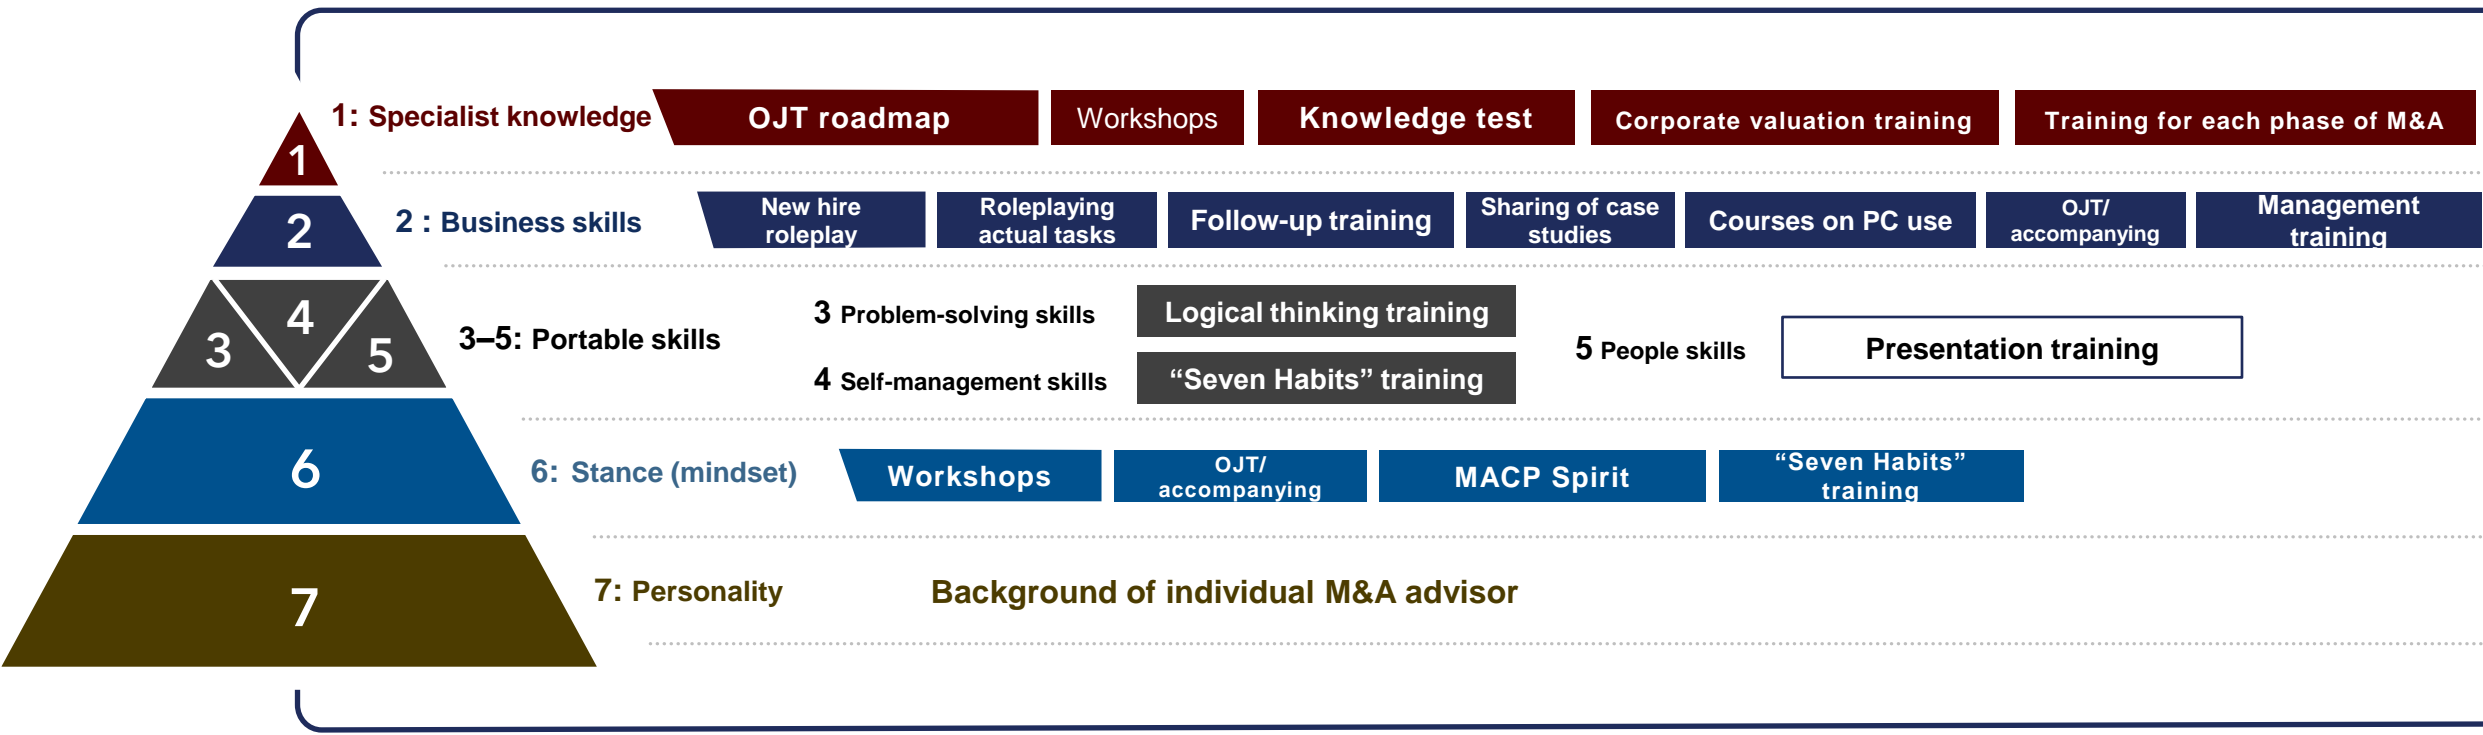 1: Specialist knowledge
OJT roadmap
Workshops
Knowledge test
Corporate valuation training
Training for each phase of M&A
1
2 : Business skills
New hire
roleplay
Roleplaying
actual tasks
Follow-up training
Sharing of case
studies
Courses on PC use
OJT/
accompanying
Management
training
2
3–5: Portable skills
3 Problem-solving skills
Logical thinking training
4 Self-management skills
“Seven Habits” training
5 People skills
Presentation training
3
4
5
6: Stance (mindset)
Workshops
OJT/
accompanying
MACP Spirit
“Seven Habits”
training
6
7: Personality
Background of individual M&A advisor
7